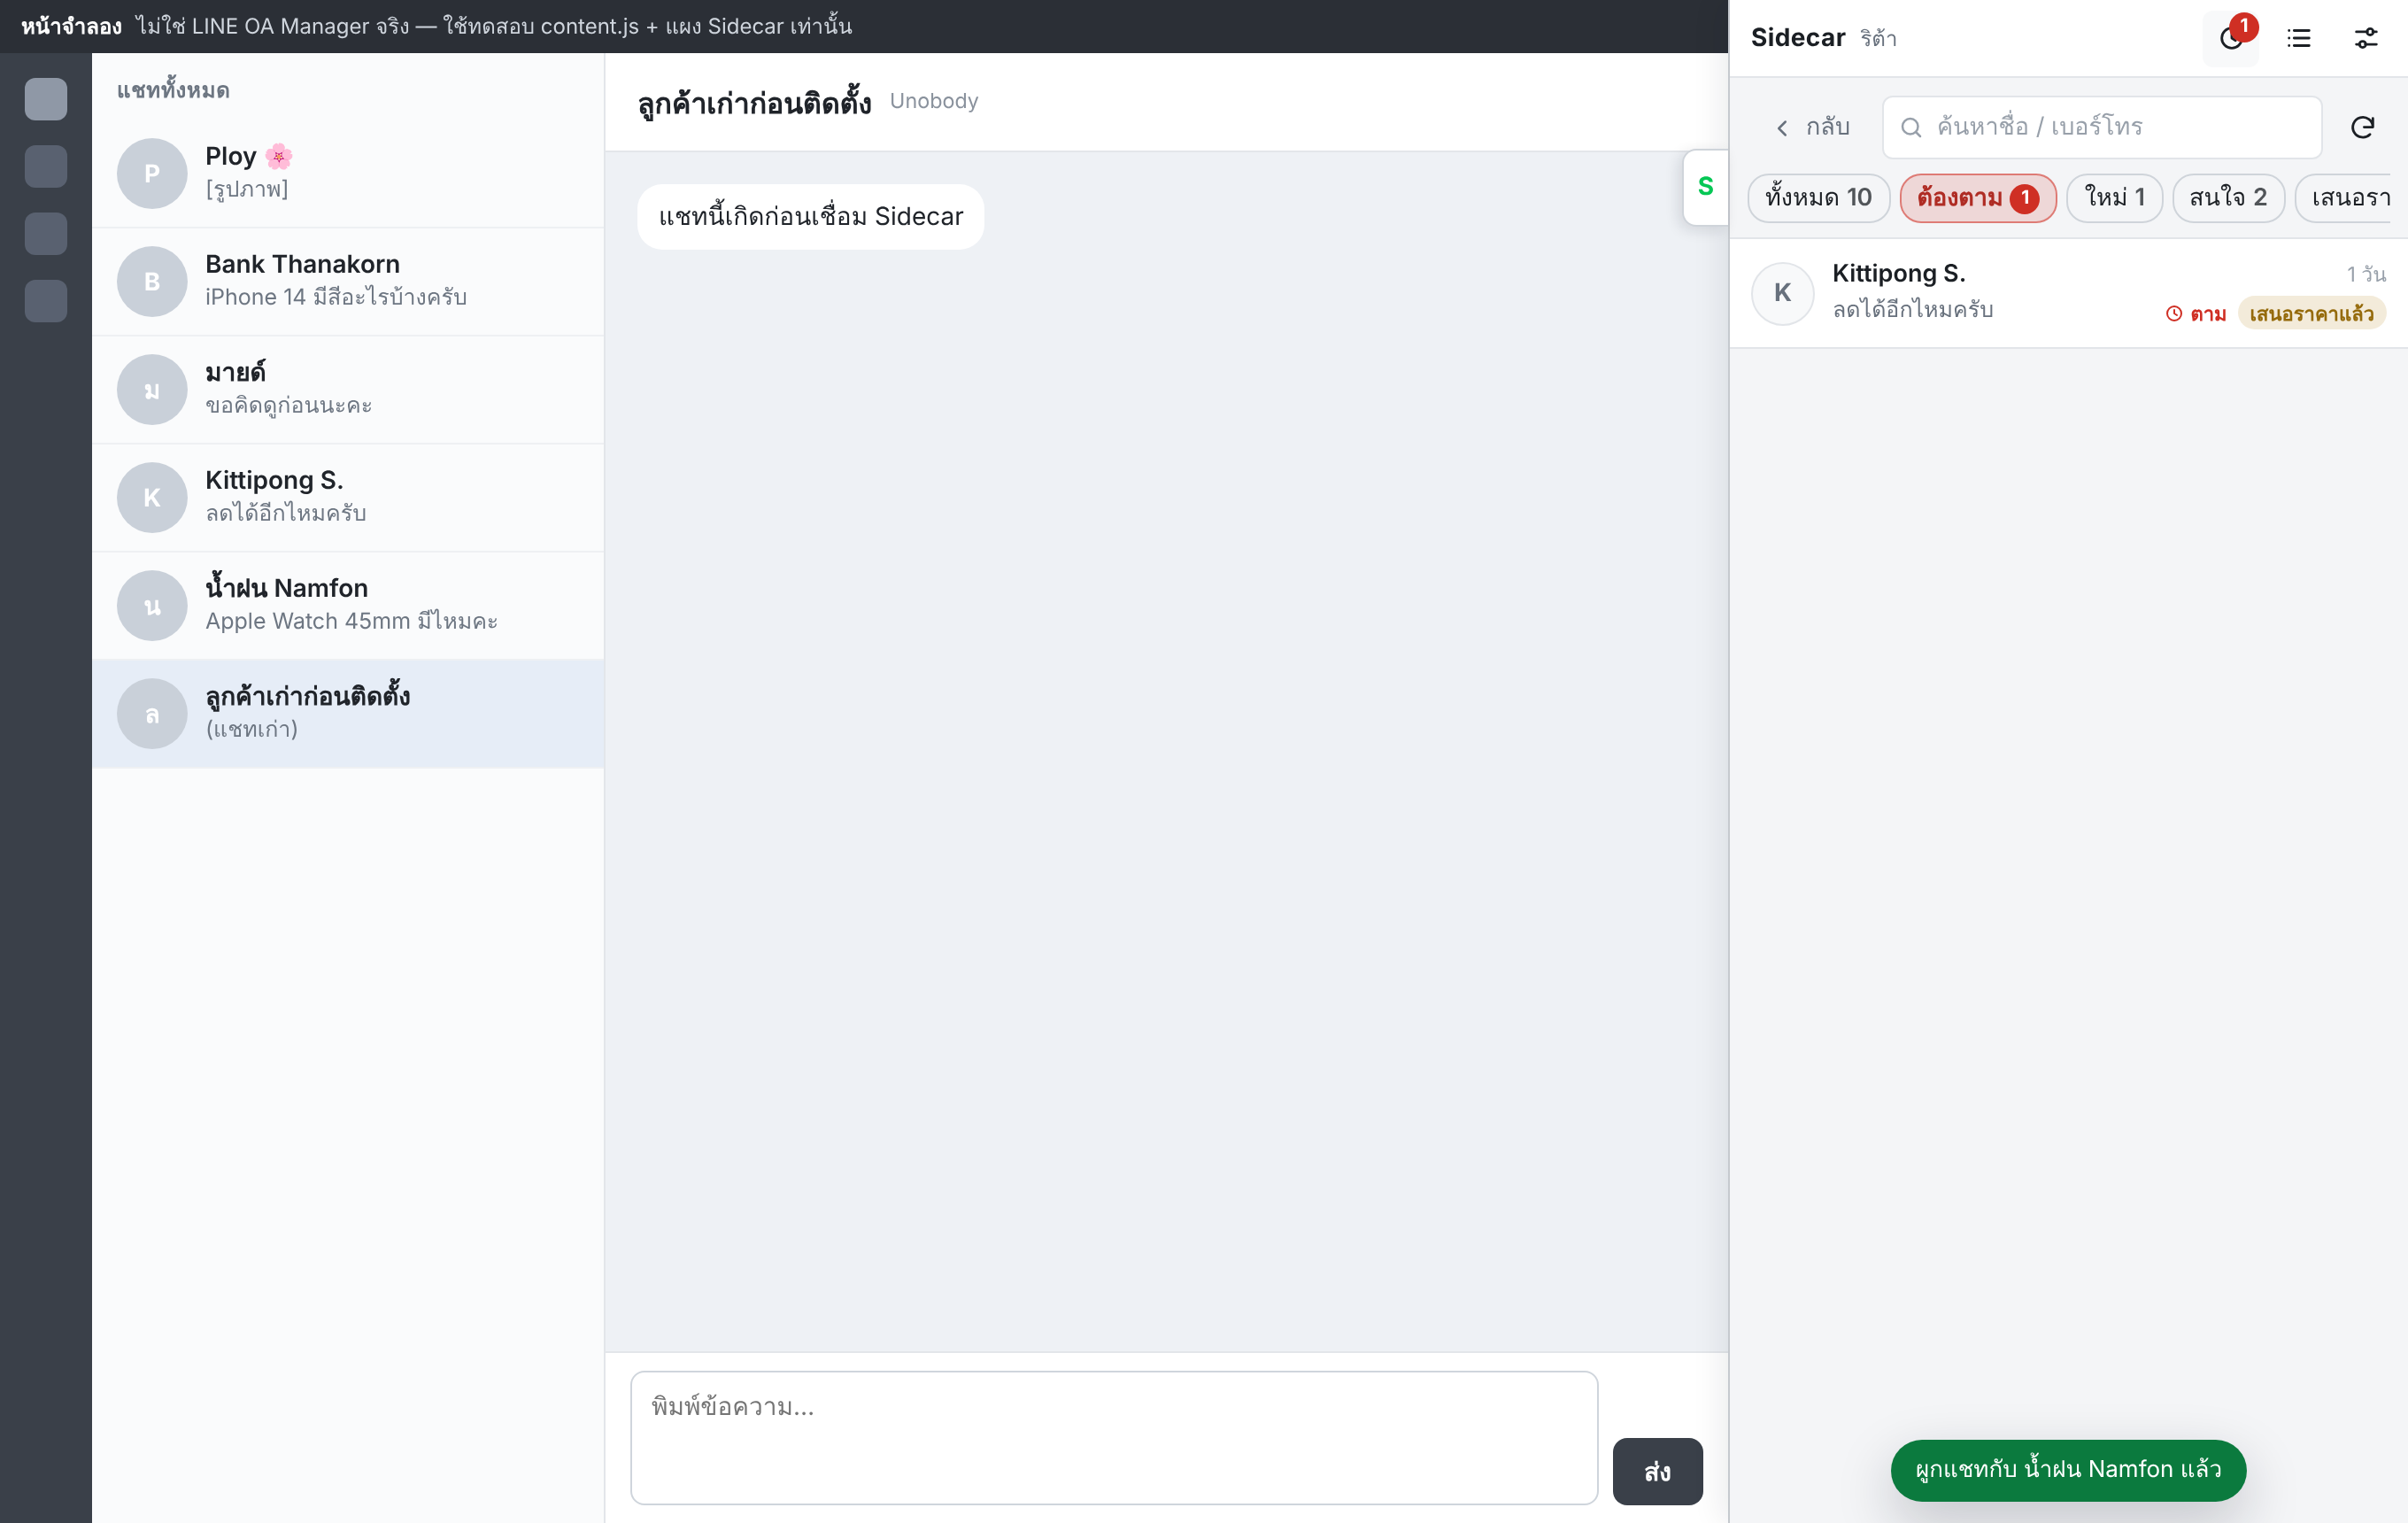 หน้าจำลอง ไม่ใช่ LINE OA Manager จริง — ใช้ทดสอบ content.js + แผง Sidecar เท่านั้น
แชททั้งหมด
P
Ploy 🌸
[รูปภาพ]
B
Bank Thanakorn
iPhone 14 มีสีอะไรบ้างครับ
ม
มายด์
ขอคิดดูก่อนนะคะ
K
Kittipong S.
ลดได้อีกไหมครับ
น
น้ำฝน Namfon
Apple Watch 45mm มีไหมคะ
ล
ลูกค้าเก่าก่อนติดตั้ง
(แชทเก่า)
ลูกค้าเก่าก่อนติดตั้ง Unobody
แชทนี้เกิดก่อนเชื่อม Sidecar
พิมพ์ข้อความ...
ส่ง
S
Sidecar ริต้า
1
กลับ
ค้นหาชื่อ / เบอร์โทร
ทั้งหมด 10
ต้องตาม 1
ใหม่ 1
สนใจ 2
เสนอรา
K
Kittipong S.
1 วัน
ลดได้อีกไหมครับ
ตาม
เสนอราคาแล้ว
ผูกแชทกับ น้ำฝน Namfon แล้ว